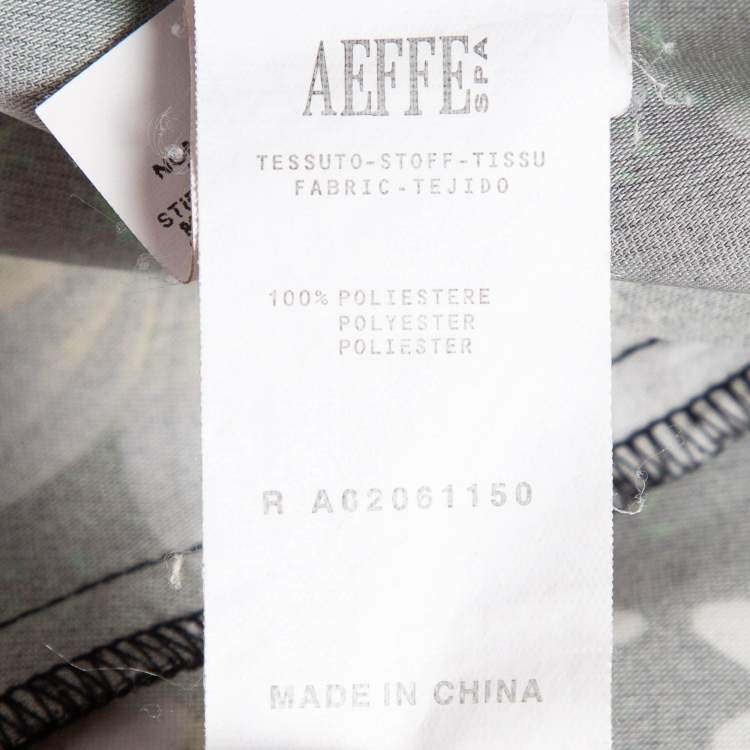 AEFFE SPA
TESSUTO-STOFF-TISSU
FABRIC-TEJIDO
100% POLIESTERE
POLYESTER
POLIESTER
R A02061150
MADE IN CHINA